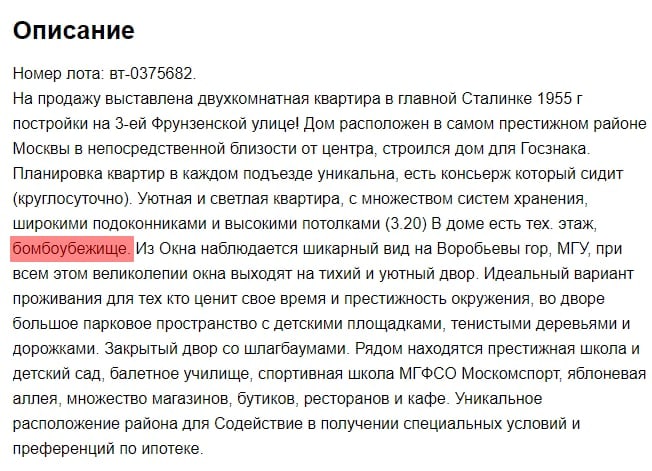 Описание
Номер лота: вт-0375682.
На продажу выставлена двухкомнатная квартира в главной Сталинке 1955 г
постройки на 3-ей Фрунзенской улице! Дом расположен в самом престижном районе
Москвы в непосредственной близости от центра, строился дом для Госзнака.
Планировка квартир в каждом подъезде уникальна, есть консьерж который сидит
(круглосуточно). Уютная и светлая квартира, с множеством систем хранения,
широкими подоконниками и высокими потолками (3.20) В доме есть тех. этаж,
бомбоубежище. Из Окна наблюдается шикарный вид на Воробьевы гор, МГУ, при
всем этом великолепии окна выходят на тихий и уютный двор. Идеальный вариант
проживания для тех кто ценит свое время и престижность окружения, во дворе
большое парковое пространство с детскими площадками, тенистыми деревьями и
дорожками. Закрытый двор со шлагбаумами. Рядом находятся престижная школа и
детский сад, балетное училище, спортивная школа МГФСО Москомспорт, яблоневая
аллея, множество магазинов, бутиков, ресторанов и кафе. Уникальное
расположение района для Содействие в получении специальных условий и
преференций по ипотеке.